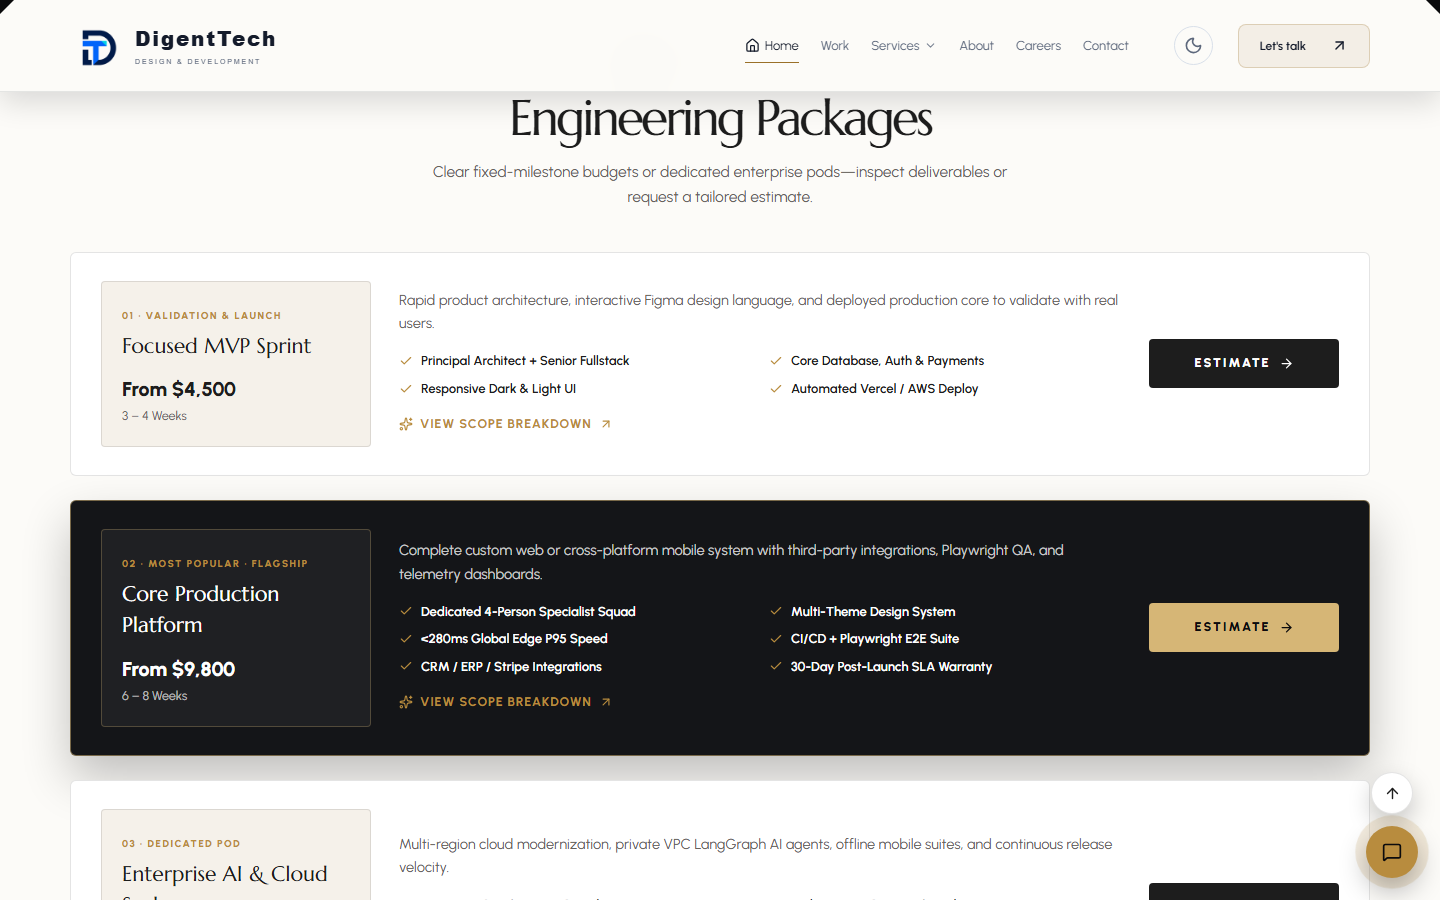 DigentTech
DESIGN & DEVELOPMENT
Home
Work
Services
About
Careers
Contact
Let's talk
Engineering Packages
Clear fixed-milestone budgets or dedicated enterprise pods—inspect deliverables or
request a tailored estimate.
01 · VALIDATION & LAUNCH
Focused MVP Sprint
From $4,500
3 – 4 Weeks
Rapid product architecture, interactive Figma design language, and deployed production core to validate with real
users.
Principal Architect + Senior Fullstack
Core Database, Auth & Payments
Responsive Dark & Light UI
Automated Vercel / AWS Deploy
VIEW SCOPE BREAKDOWN
ESTIMATE
02 · MOST POPULAR · FLAGSHIP
Core Production
Platform
From $9,800
6 – 8 Weeks
Complete custom web or cross-platform mobile system with third-party integrations, Playwright QA, and
telemetry dashboards.
Dedicated 4-Person Specialist Squad
Multi-Theme Design System
<280ms Global Edge P95 Speed
CI/CD + Playwright E2E Suite
CRM / ERP / Stripe Integrations
30-Day Post-Launch SLA Warranty
VIEW SCOPE BREAKDOWN
ESTIMATE
03 · DEDICATED POD
Enterprise AI & Cloud
Multi-region cloud modernization, private VPC LangGraph AI agents, offline mobile suites, and continuous release
velocity.